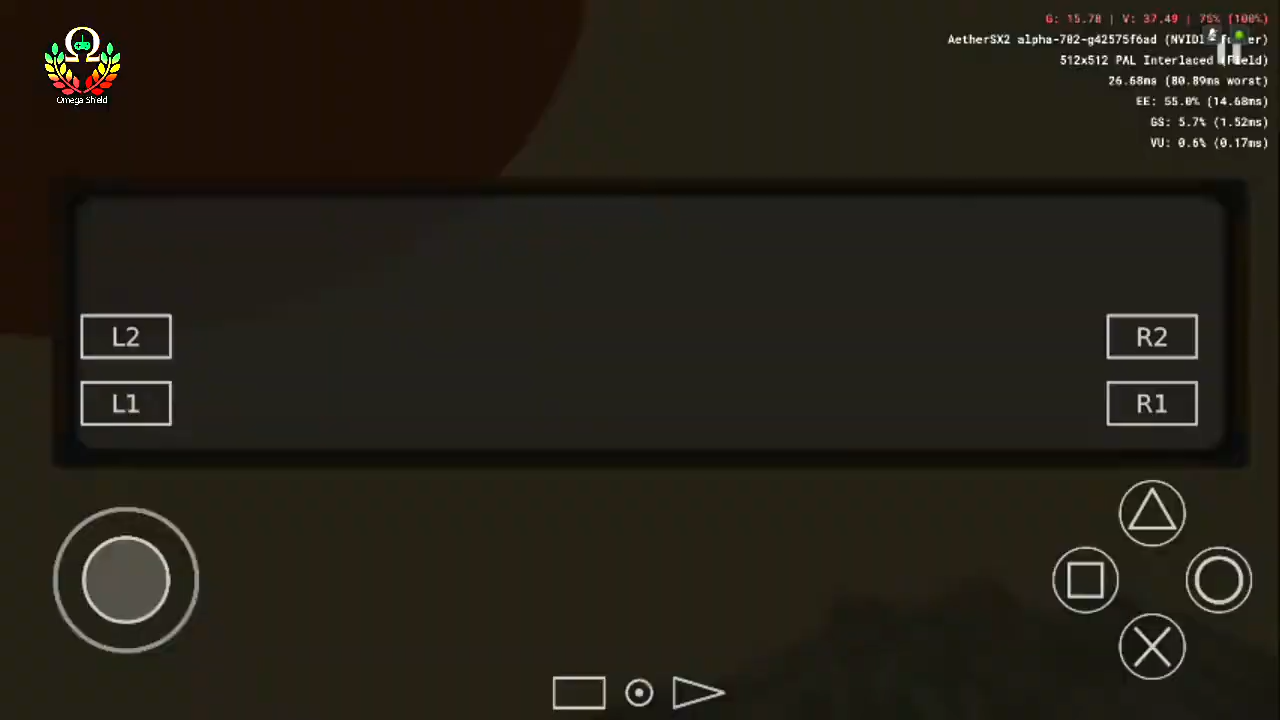 G: 15.78 | V: 37.49 | 75% (100%)
AetherSX2 alpha-702-g42575f6ad (NVIDI
512x512 PAL Interlaced
26.68ms (80.89ms worst)
EE: 55.0% (14.68ms)
GS: 5.7% (1.52ms)
VU: 0.6% (0.17ms)
Ω
Omega Shield
L2
R2
L1
R1